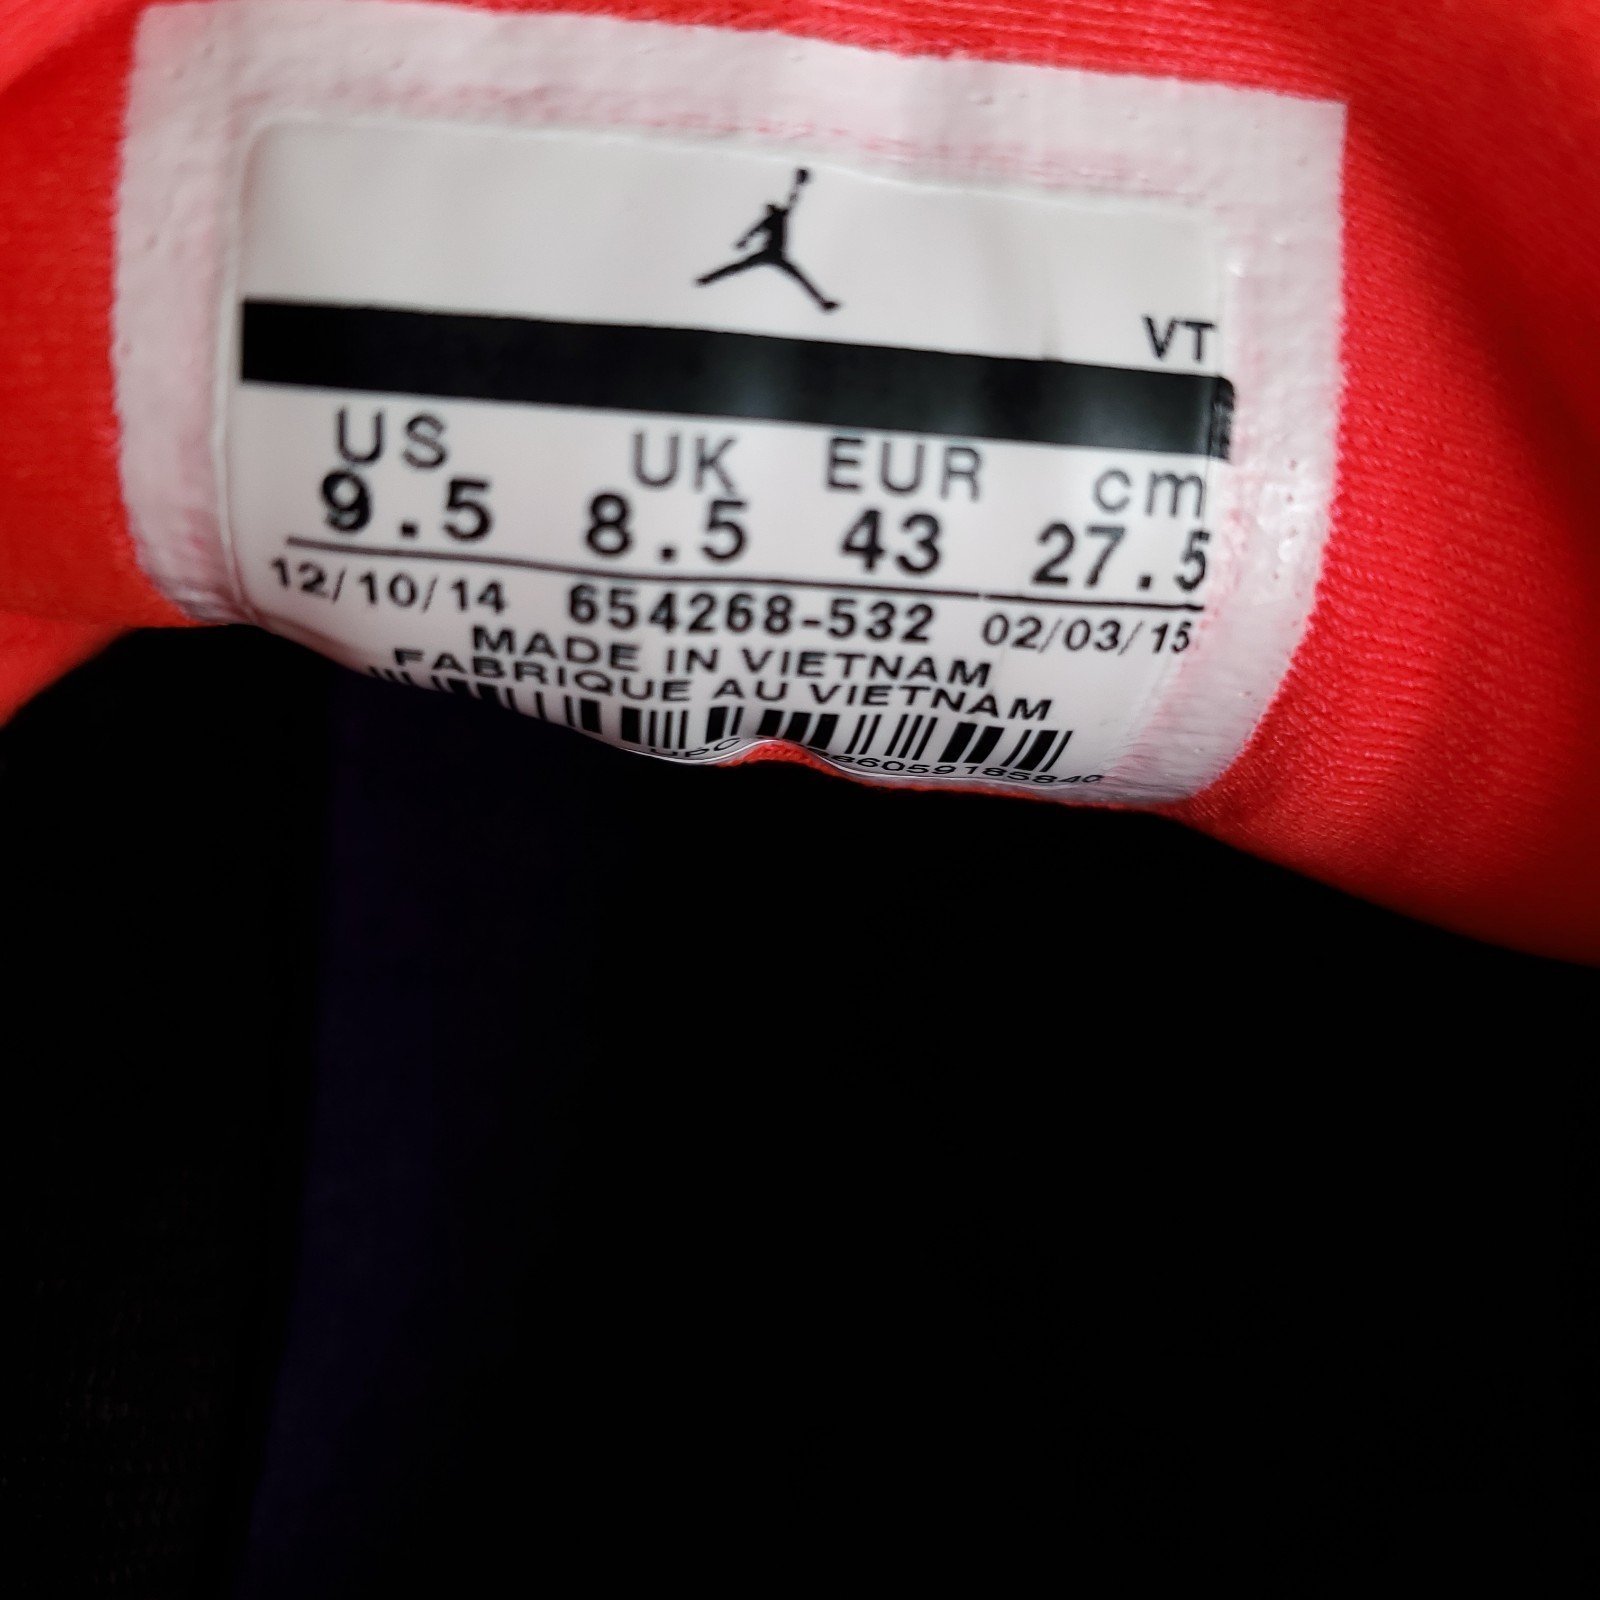 VT
US UK EUR cm
9.5 8.5 43 27.5
12/10/14 654268-532 02/03/15
MADE IN VIETNAM
FABRIQUE AU VIETNAM